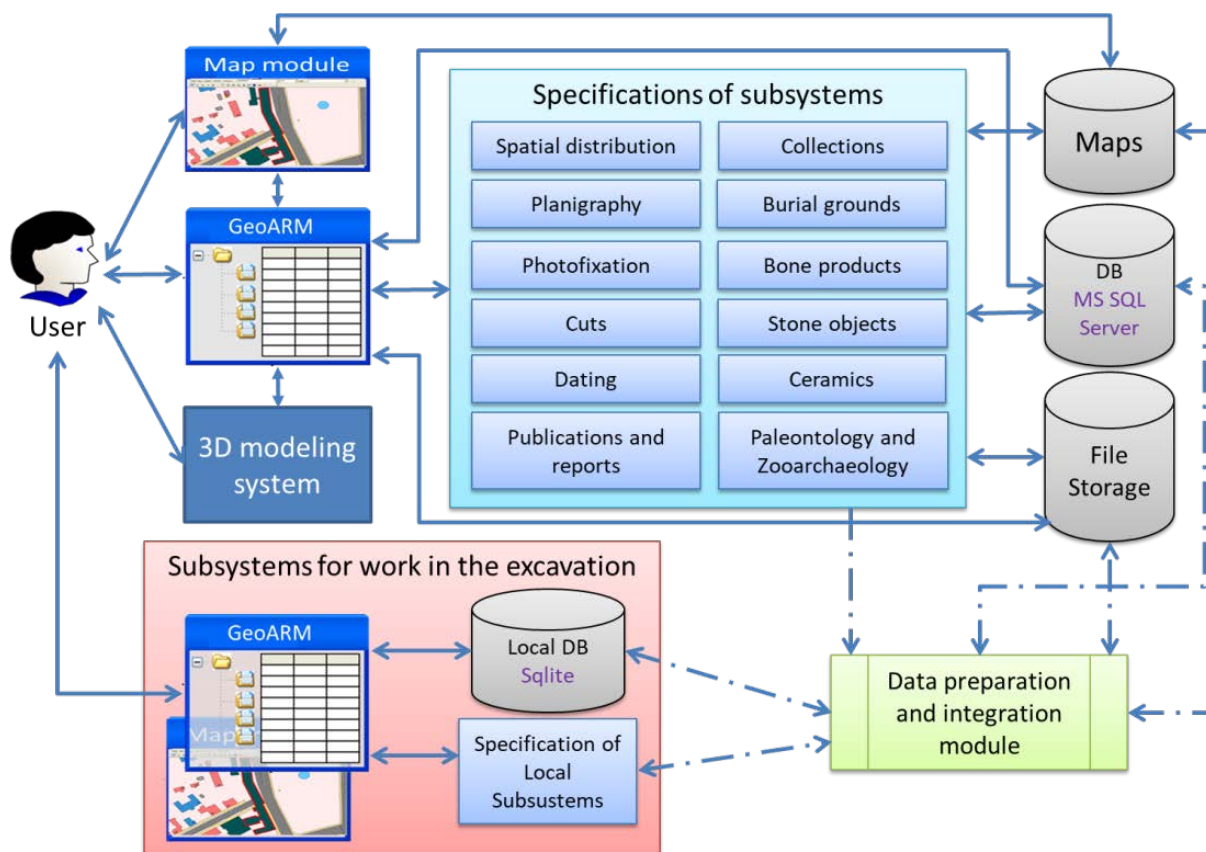 Map module
GeoARM
User
3D modeling
system
Specifications of subsystems
Spatial distribution
Collections
Planigraphy
Burial grounds
Photofixation
Bone products
Cuts
Stone objects
Dating
Ceramics
Publications and
reports
Paleontology and
Zooarchaeology
Maps
DB
MS SQL
Server
File
Storage
Subsystems for work in the excavation
GeoARM
Map
Local DB
Sqlite
Specification of
Local
Subsustems
Data preparation
and integration
module